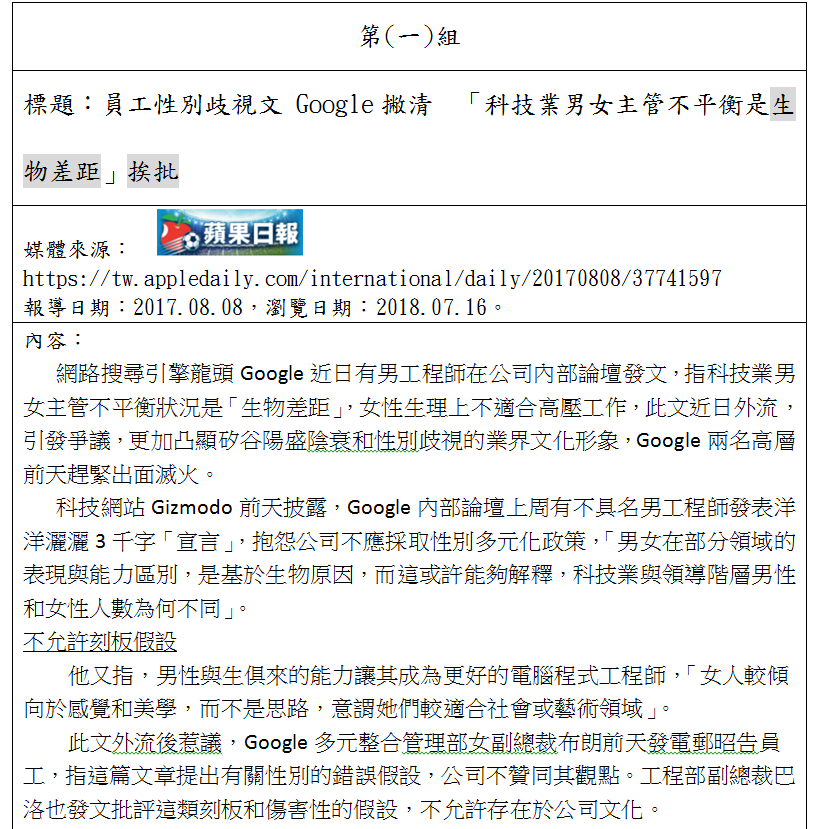 第(一)組
標題：員工性別歧視文 Google撇清　「科技業男女主管不平衡是生
物差距」挨批
媒體來源： 蘋果日報
https://tw.appledaily.com/international/daily/20170808/37741597
報導日期：2017.08.08，瀏覽日期：2018.07.16。
內容：
網路搜尋引擎龍頭 Google 近日有男工程師在公司內部論壇發文，指科技業男
女主管不平衡狀況是「生物差距」，女性生理上不適合高壓工作，此文近日外流，
引發爭議，更加凸顯矽谷陽盛陰衰和性別歧視的業界文化形象，Google 兩名高層
前天趕緊出面滅火。
科技網站 Gizmodo 前天披露，Google 內部論壇上周有不具名男工程師發表洋
洋灑灑 3 千字「宣言」，抱怨公司不應採取性別多元化政策，「男女在部分領域的
表現與能力區別，是基於生物原因，而這或許能夠解釋，科技業與領導階層男性
和女性人數為何不同」。
不允許刻板假設
他又指，男性與生俱來的能力讓其成為更好的電腦程式工程師，「女人較傾
向於感覺和美學，而不是思路，意謂她們較適合社會或藝術領域」。
此文外流後惹議，Google 多元整合管理部女副總裁布朗前天發電郵昭告員
工，指這篇文章提出有關性別的錯誤假設，公司不贊同其觀點。工程部副總裁巴
洛也發文批評這類刻板和傷害性的假設，不允許存在於公司文化。